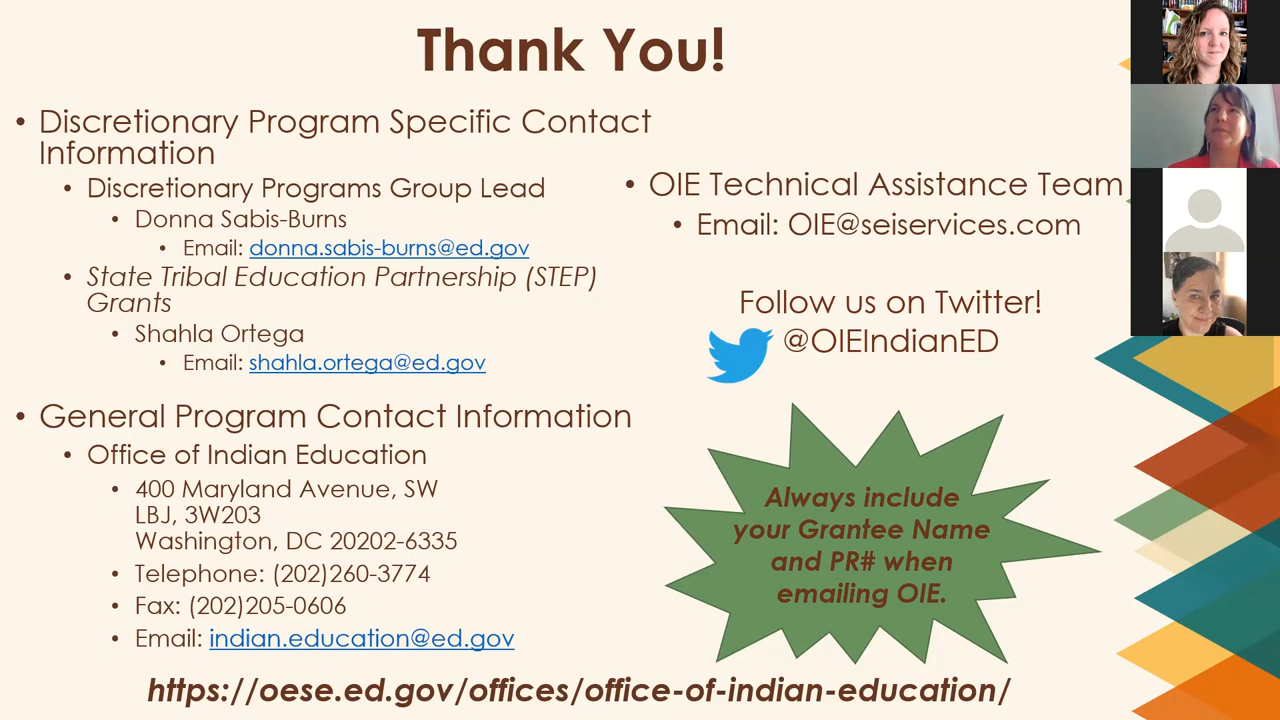 Thank You!
• Discretionary Program Specific Contact
Information
• Discretionary Programs Group Lead
• Donna Sabis-Burns
• Email: donna.sabis-burns@ed.gov
• State Tribal Education Partnership (STEP)
Grants
• Shahla Ortega
• Email: shahla.ortega@ed.gov
• General Program Contact Information
• Office of Indian Education
• 400 Maryland Avenue, SW
LBJ, 3W203
Washington, DC 20202-6335
• Telephone: (202)260-3774
• Fax: (202)205-0606
• Email: indian.education@ed.gov
• OIE Technical Assistance Team
• Email: OIE@seiservices.com
Follow us on Twitter!
@OIEIndianED
Always include
your Grantee Name
and PR# when
emailing OIE.
https://oese.ed.gov/offices/office-of-indian-education/